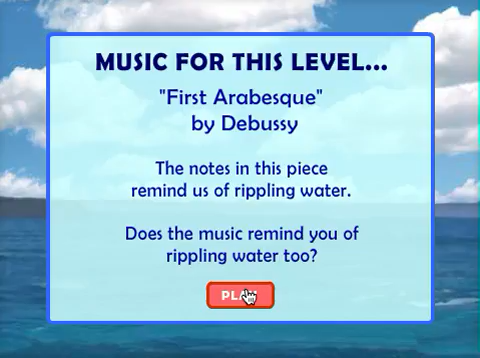 MUSIC FOR THIS LEVEL...
"First Arabesque"
by Debussy
The notes in this piece
remind us of rippling water.
Does the music remind you of
rippling water too?